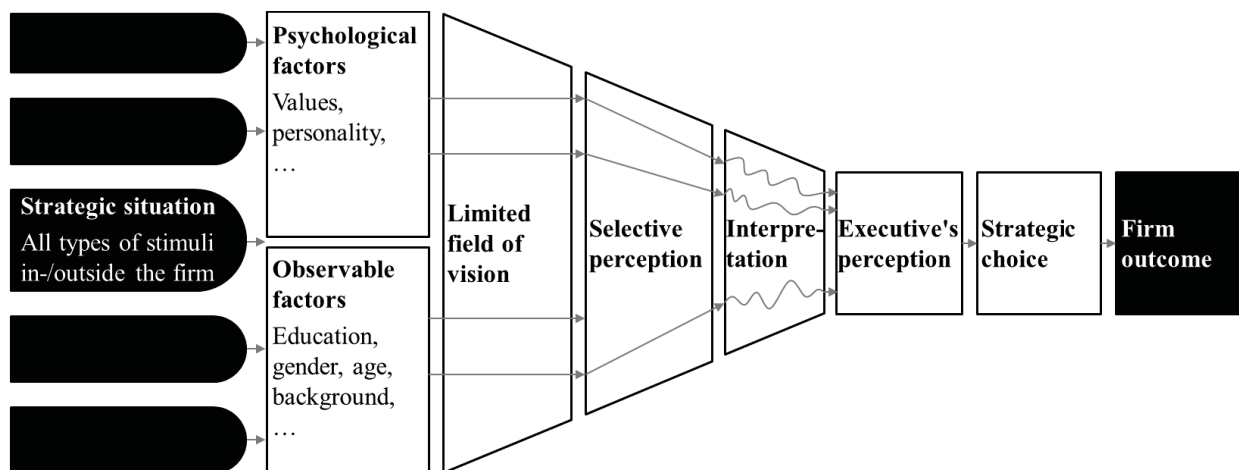 Strategic situation
All types of stimuli
in-/outside the firm
Psychological
factors
Values,
personality,
…
Observable
factors
Education,
gender, age,
background,
…
Limited
field of
vision
Selective
perception
Interpre-
tation
Executive's
perception
Strategic
choice
Firm
outcome